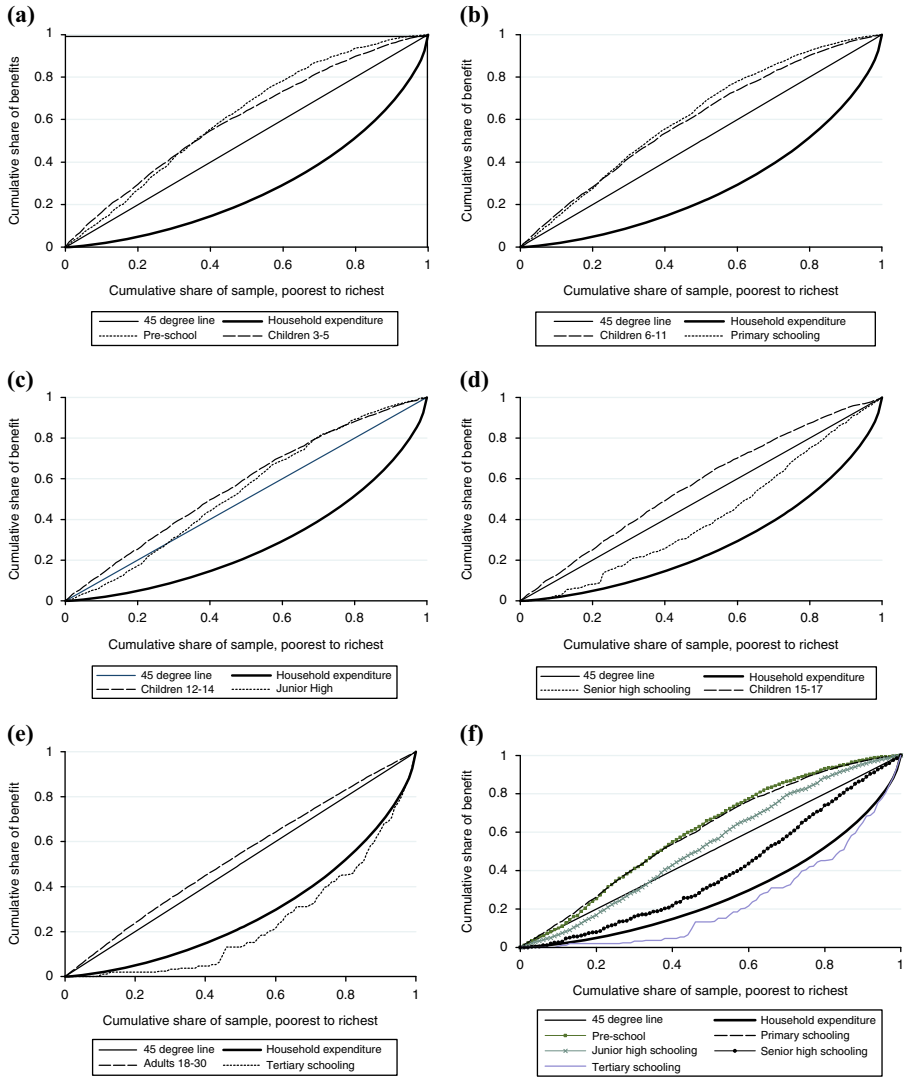 (a)
1
0.8
0.6
0.4
0.2
0
Cumulative share of benefits
0 0.2 0.4 0.6 0.8 1
Cumulative share of sample, poorest to richest
45 degree line Household expenditure
Pre-school Children 3-5
(b)
1
0.8
0.6
0.4
0.2
0
Cumulative share of benefit
0 0.2 0.4 0.6 0.8 1
Cumulative share of sample, poorest to richest
45 degree line Household expenditure
Children 6-11 Primary schooling
(c)
1
0.8
0.6
0.4
0.2
0
Cumulative share of benefit
0 0.2 0.4 0.6 0.8 1
Cumulative share of sample, poorest to richest
45 degree line Household expenditure
Children 12-14 Junior High
(d)
1
0.8
0.6
0.4
0.2
0
Cumulative share of benefit
0 0.2 0.4 0.6 0.8 1
Cumulative share of sample, poorest to richest
45 degree line Household expenditure
Senior high schooling Children 15-17
(e)
1
0.8
0.6
0.4
0.2
0
Cumulative share of benefit
0 0.2 0.4 0.6 0.8 1
Cumulative share of sample, poorest to richest
45 degree line Household expenditure
Adults 18-30 Tertiary schooling
(f)
1
0.8
0.6
0.4
0.2
0
Cumulative share of benefit
0 0.2 0.4 0.6 0.8 1
Cumulative share of sample, poorest to richest
45 degree line Household expenditure
Pre-school Primary schooling
Junior high schooling Senior high schooling
Tertiary schooling